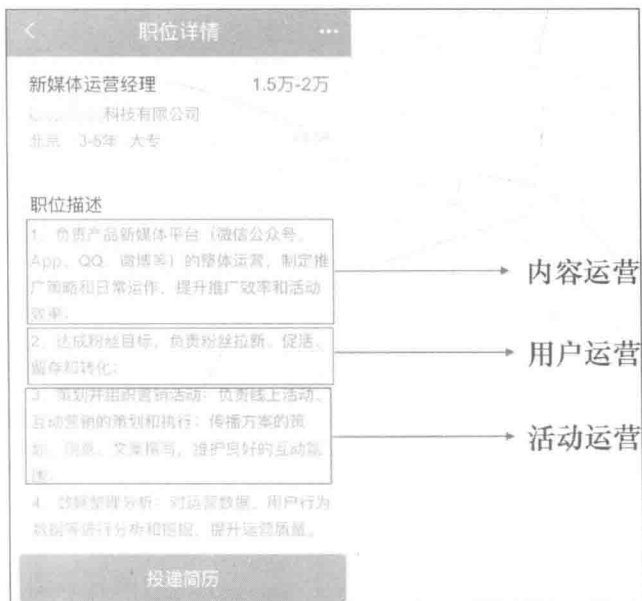 职位详情
新媒体运营经理 1.5万-2万
科技有限公司
北京 3-5年 大专
职位描述
1、负责产品新媒体平台（微信公众号、
App、QQ、微博等）的整体运营，制定推
广策略和日常运作，提升推广效率和活动
效果；
内容运营
2、达成粉丝目标，负责粉丝拉新、促活、
留存和转化；
用户运营
3、策划并组织营销活动：负责线上活动、
互动营销的策划和执行；传播方案的策
划、创意、文案撰写，维护良好的互动氛
围；
活动运营
4、数据整理分析：对运营数据、用户行为
数据等进行分析和挖掘，提升运营质量。
投递简历